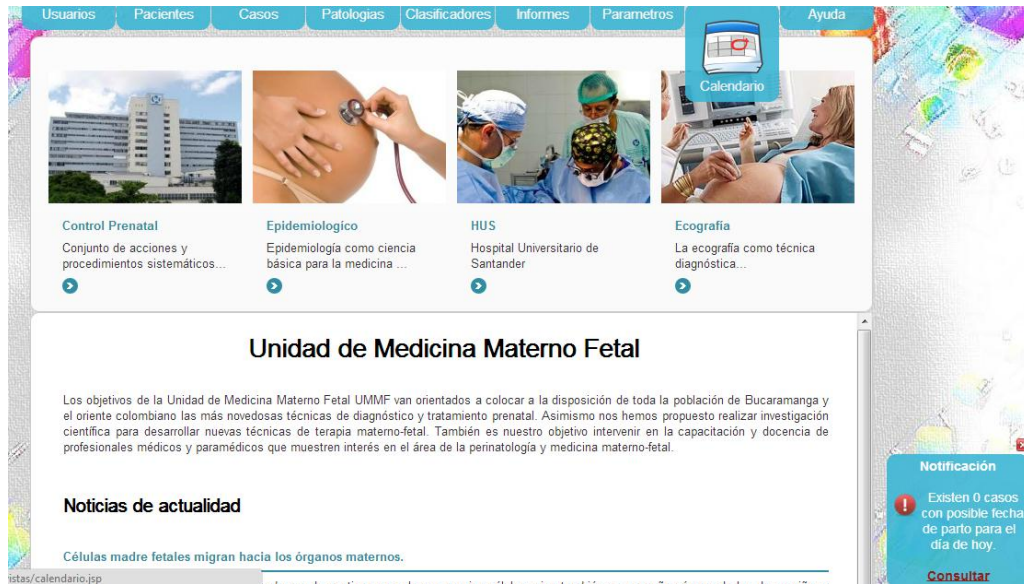 Usuarios
Pacientes
Casos
Patologias
Clasificadores
Informes
Parametros
Calendario
Ayuda
Control Prenatal
Conjunto de acciones y
procedimientos sistemáticos...
Epidemiologico
Epidemiología como ciencia
básica para la medicina ...
HUS
Hospital Universitario de
Santander
Ecografia
La ecografía como técnica
diagnóstica...
Unidad de Medicina Materno Fetal
Los objetivos de la Unidad de Medicina Materno Fetal UMMF van orientados a colocar a la disposición de toda la población de Bucaramanga y
el oriente colombiano las más novedosas técnicas de diagnóstico y tratamiento prenatal. Asimismo nos hemos propuesto realizar investigación
científica para desarrollar nuevas técnicas de terapia materno-fetal. También es nuestro objetivo intervenir en la capacitación y docencia de
profesionales médicos y paramédicos que muestren interés en el área de la perinatología y medicina materno-fetal.
Noticias de actualidad
Células madre fetales migran hacia los órganos maternos.
istas/calendario.jsp
Notificación
Existen 0 casos
con posible fecha
de parto para el
día de hoy.
Consultar